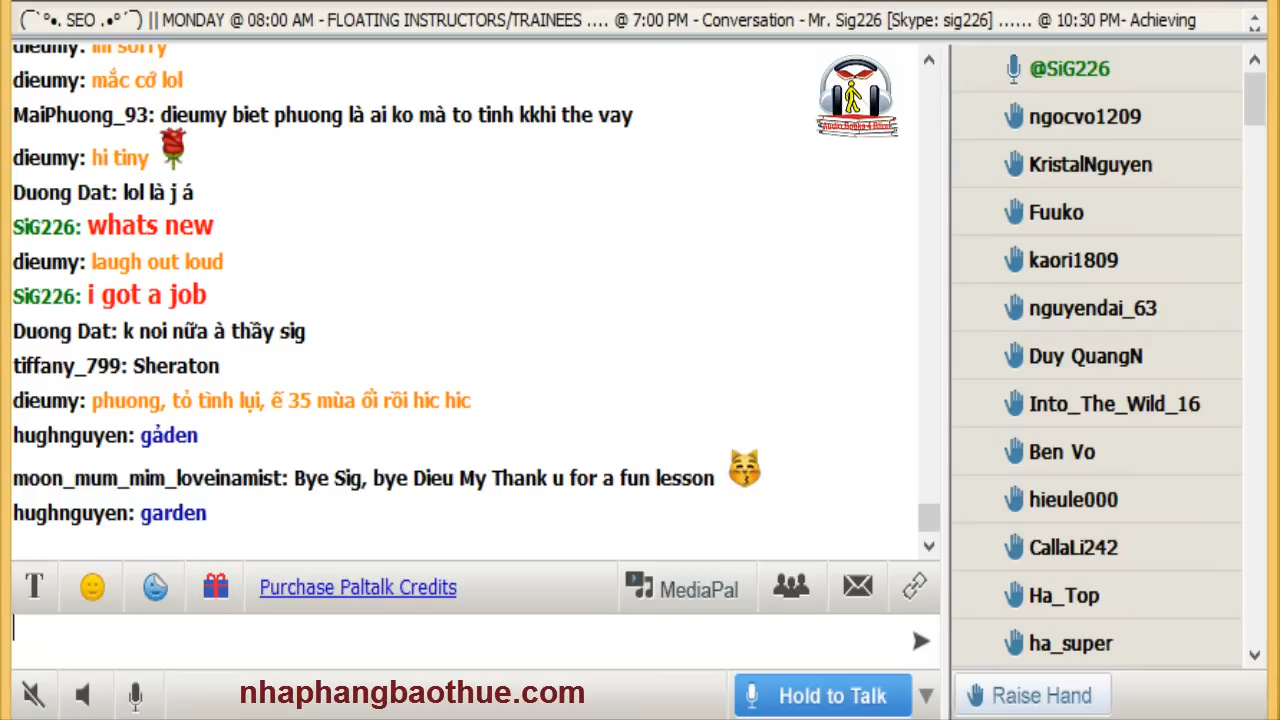 (¯`°•. SEO .•°´¯) || MONDAY @ 08:00 AM - FLOATING INSTRUCTORS/TRAINEES .... @ 7:00 PM - Conversation - Mr. Sig226 [Skype: sig226] ...... @ 10:30 PM- Achieving
dieumy: im sorry
dieumy: mắc cớ lol
MaiPhuong_93: dieumy biet phuong là ai ko mà to tinh kkhi the vay
dieumy: hi tiny
Duong Dat: lol là j á
SiG226: whats new
dieumy: laugh out loud
SiG226: i got a job
Duong Dat: k noi nữa à thầy sig
tiffany_799: Sheraton
dieumy: phuong, tỏ tình lụi, ế 35 mùa ổi rồi hic hic
hughnguyen: gảden
moon_mum_mim_loveinamist: Bye Sig, bye Dieu My Thank u for a fun lesson
hughnguyen: garden
@SiG226
ngocvo1209
KristalNguyen
Fuuko
kaori1809
nguyendai_63
Duy QuangN
Into_The_Wild_16
Ben Vo
hieule000
CallaLi242
Ha_Top
ha_super
T
Purchase Paltalk Credits
MediaPal
nhaphangbaothue.com
Hold to Talk
Raise Hand